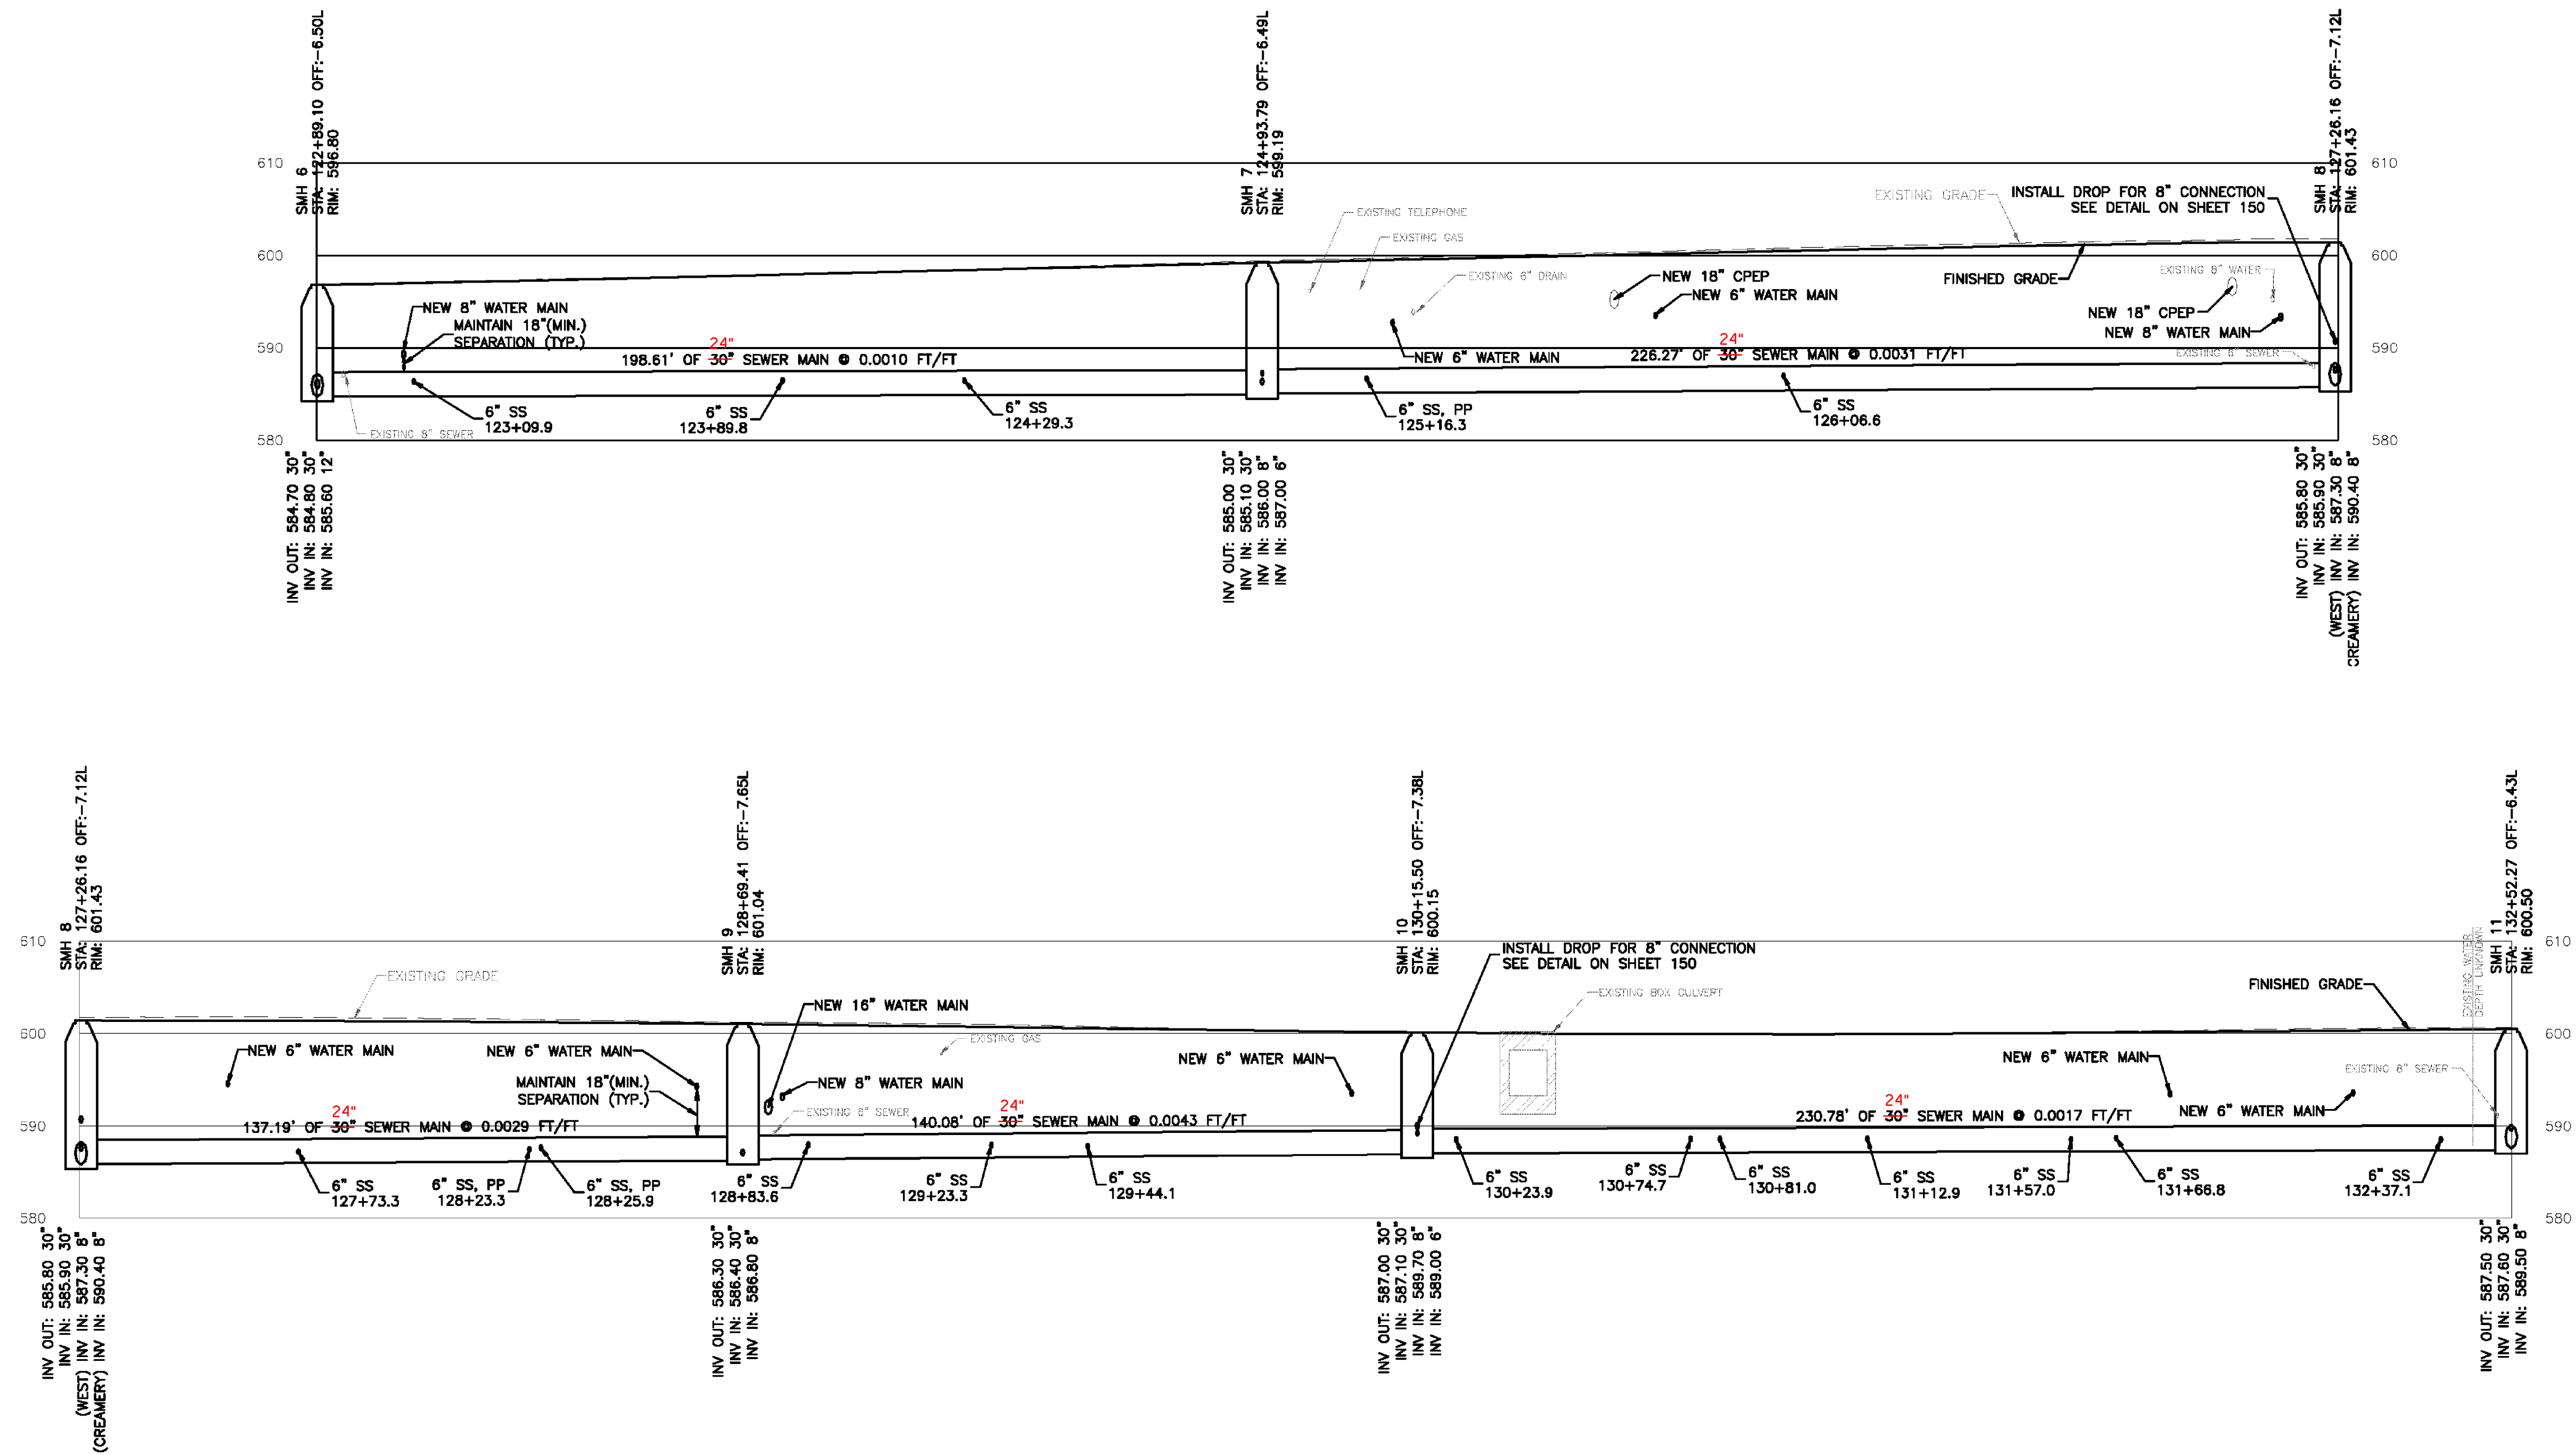 SMH 6
STA: 122+89.10 OFF:-6.50L
RIM: 596.80
SMH 7
STA: 124+93.79 OFF:-6.49L
RIM: 599.19
SMH 8
STA: 127+26.16 OFF:-7.12L
RIM: 601.43
610
610
600
600
590
590
580
580
EXISTING TELEPHONE
EXISTING GAS
EXISTING 6" DRAIN
EXISTING GRADE
INSTALL DROP FOR 8" CONNECTION
SEE DETAIL ON SHEET 150
NEW 18" CPEP
NEW 6" WATER MAIN
FINISHED GRADE
EXISTING 8" WATER
NEW 18" CPEP
NEW 8" WATER MAIN
EXISTING 6" SEWER
NEW 8" WATER MAIN
MAINTAIN 18"(MIN.)
SEPARATION (TYP.)
24"
198.61' OF 30" SEWER MAIN @ 0.0010 FT/FT
NEW 6" WATER MAIN
24"
226.27' OF 30" SEWER MAIN @ 0.0031 FT/FT
EXISTING 8" SEWER
6" SS
123+09.9
6" SS
123+89.8
6" SS
124+29.3
6" SS, PP
125+16.3
6" SS
126+06.6
INV OUT: 584.70 30"
INV IN: 584.80 30"
INV IN: 585.60 12"
INV OUT: 585.00 30"
INV IN: 585.10 30"
INV IN: 586.00 8"
INV IN: 587.00 6"
INV OUT: 585.80 30"
INV IN: 585.90 30"
(WEST) INV IN: 587.30 8"
CREAMERY) INV IN: 590.40 8"
SMH 8
STA: 127+26.16 OFF:-7.12L
RIM: 601.43
SMH 9
STA: 128+69.41 OFF:-7.65L
RIM: 601.04
SMH 10
STA: 130+15.50 OFF:-7.38L
RIM: 600.15
SMH 11
STA: 132+52.27 OFF:-6.43L
RIM: 600.50
610
610
600
600
590
590
580
580
EXISTING GRADE
NEW 16" WATER MAIN
INSTALL DROP FOR 8" CONNECTION
SEE DETAIL ON SHEET 150
EXISTING BOX CULVERT
FINISHED GRADE
EXISTING WATER
DEPTH UNKNOWN
NEW 6" WATER MAIN
NEW 6" WATER MAIN
MAINTAIN 18"(MIN.)
SEPARATION (TYP.)
NEW 8" WATER MAIN
EXISTING GAS
NEW 6" WATER MAIN
NEW 6" WATER MAIN
EXISTING 8" SEWER
NEW 6" WATER MAIN
24"
137.19' OF 30" SEWER MAIN @ 0.0029 FT/FT
EXISTING 8" SEWER
24"
140.08' OF 30" SEWER MAIN @ 0.0043 FT/FT
24"
230.78' OF 30" SEWER MAIN @ 0.0017 FT/FT
6" SS
127+73.3
6" SS, PP
128+23.3
6" SS, PP
128+25.9
6" SS
128+83.6
6" SS
129+23.3
6" SS
129+44.1
6" SS
130+23.9
6" SS
130+74.7
6" SS
130+81.0
6" SS
131+12.9
6" SS
131+57.0
6" SS
131+66.8
6" SS
132+37.1
INV OUT: 585.80 30"
INV IN: 585.90 30"
(WEST) INV IN: 587.30 8"
(CREAMERY) INV IN: 590.40 8"
INV OUT: 586.30 30"
INV IN: 586.40 30"
INV IN: 586.80 8"
INV OUT: 587.00 30"
INV IN: 587.10 30"
INV IN: 589.70 8"
INV IN: 589.00 6"
INV OUT: 587.50 30"
INV IN: 587.60 30"
INV IN: 589.50 8"